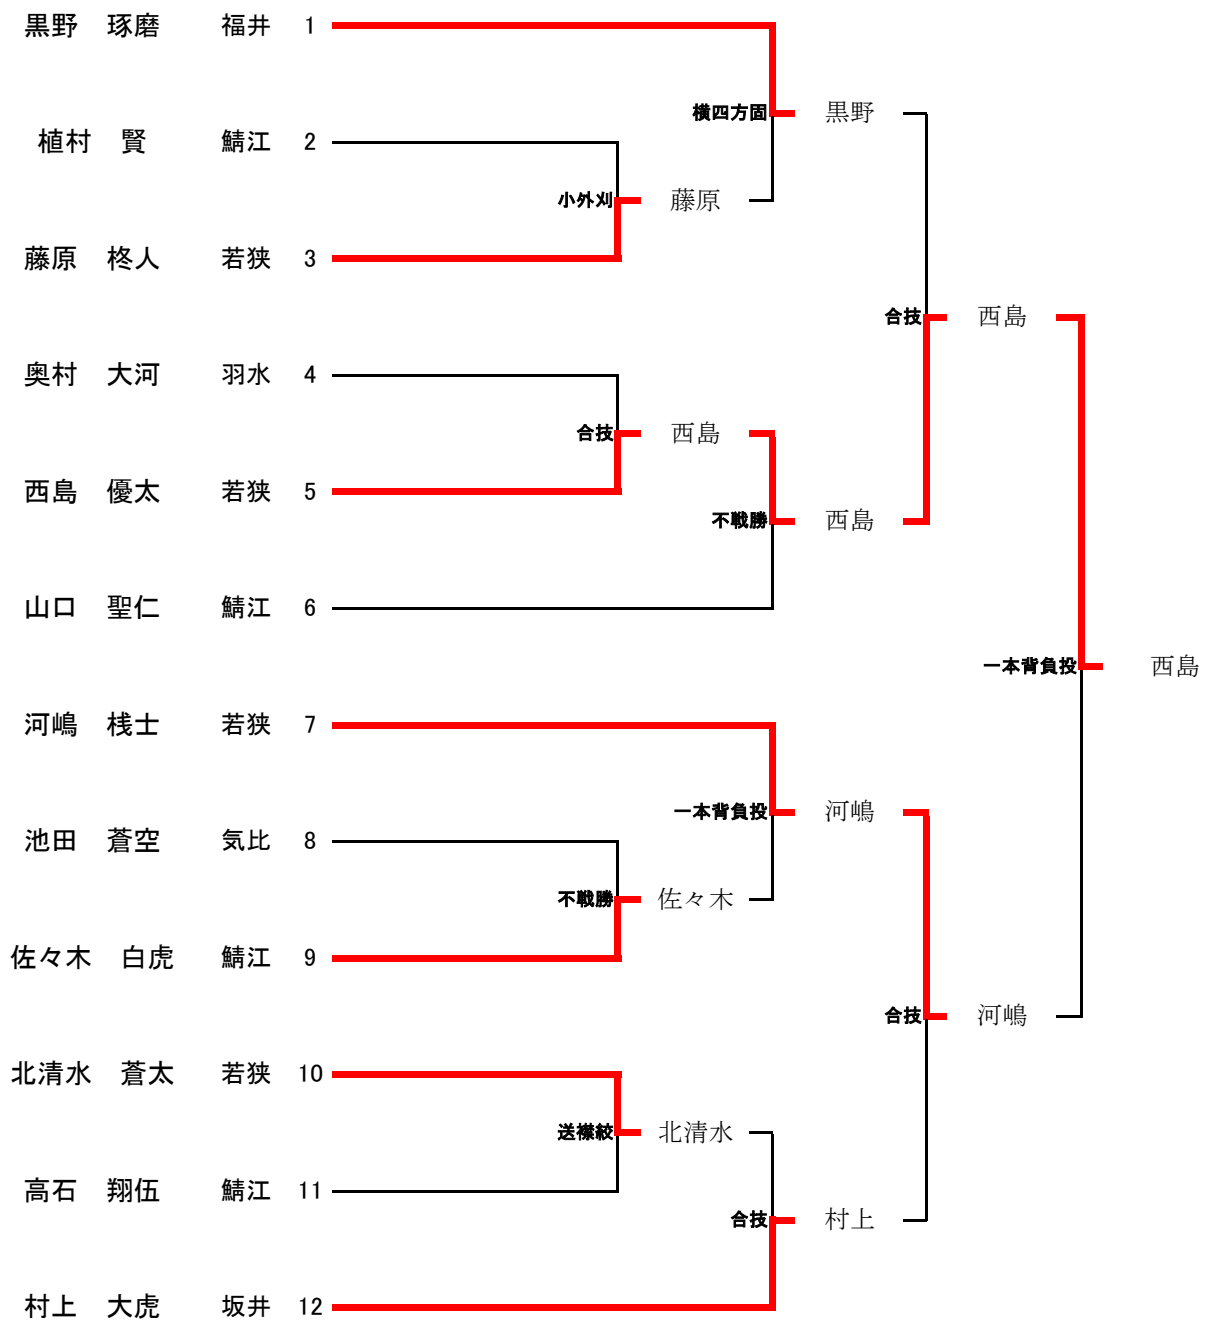 黒野　琢磨　福井　1
横四方固　黒野
植村　賢　鯖江　2
小外刈　藤原
藤原　柊人　若狭　3
合技　西島
奥村　大河　羽水　4
合技　西島
西島　優太　若狭　5
不戦勝　西島
山口　聖仁　鯖江　6
一本背負投　西島
河嶋　桟士　若狭　7
一本背負投　河嶋
池田　蒼空　気比　8
不戦勝　佐々木
佐々木　白虎　鯖江　9
合技　河嶋
北清水　蒼太　若狭　10
送襟絞　北清水
高石　翔伍　鯖江　11
合技　村上
村上　大虎　坂井　12